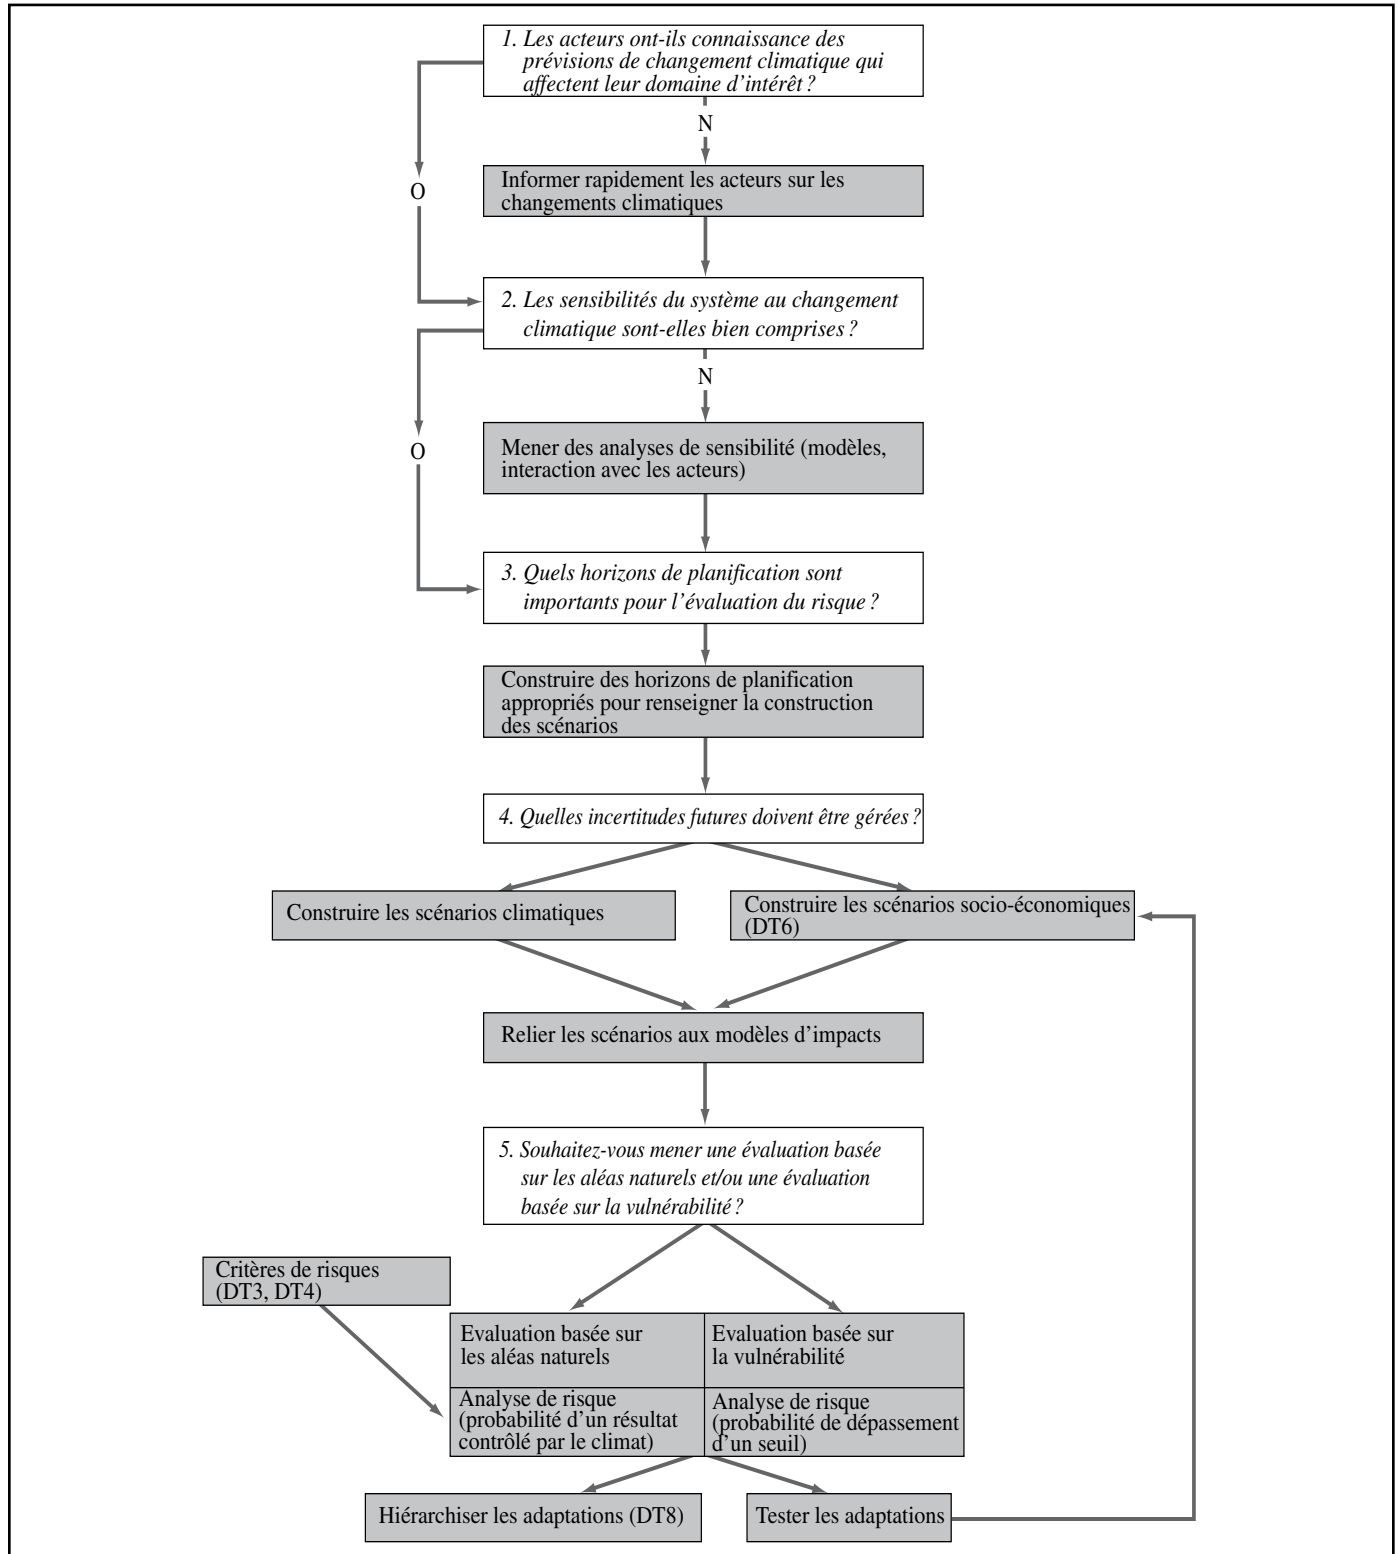 1. Les acteurs ont-ils connaissance des
prévisions de changement climatique qui
affectent leur domaine d'intérêt ?
N
O
Informer rapidement les acteurs sur les
changements climatiques
2. Les sensibilités du système au changement
climatique sont-elles bien comprises ?
N
O
Mener des analyses de sensibilité (modèles,
interaction avec les acteurs)
3. Quels horizons de planification sont
importants pour l'évaluation du risque ?
Construire des horizons de planification
appropriés pour renseigner la construction
des scénarios
4. Quelles incertitudes futures doivent être gérées ?
Construire les scénarios climatiques
Construire les scénarios socio-économiques
(DT6)
Relier les scénarios aux modèles d'impacts
5. Souhaitez-vous mener une évaluation basée
sur les aléas naturels et/ou une évaluation
basée sur la vulnérabilité ?
Critères de risques
(DT3, DT4)
Evaluation basée sur
les aléas naturels
Evaluation basée sur
la vulnérabilité
Analyse de risque
(probabilité d'un résultat
contrôlé par le climat)
Analyse de risque
(probabilité de dépassement
d'un seuil)
Hiérarchiser les adaptations (DT8)
Tester les adaptations